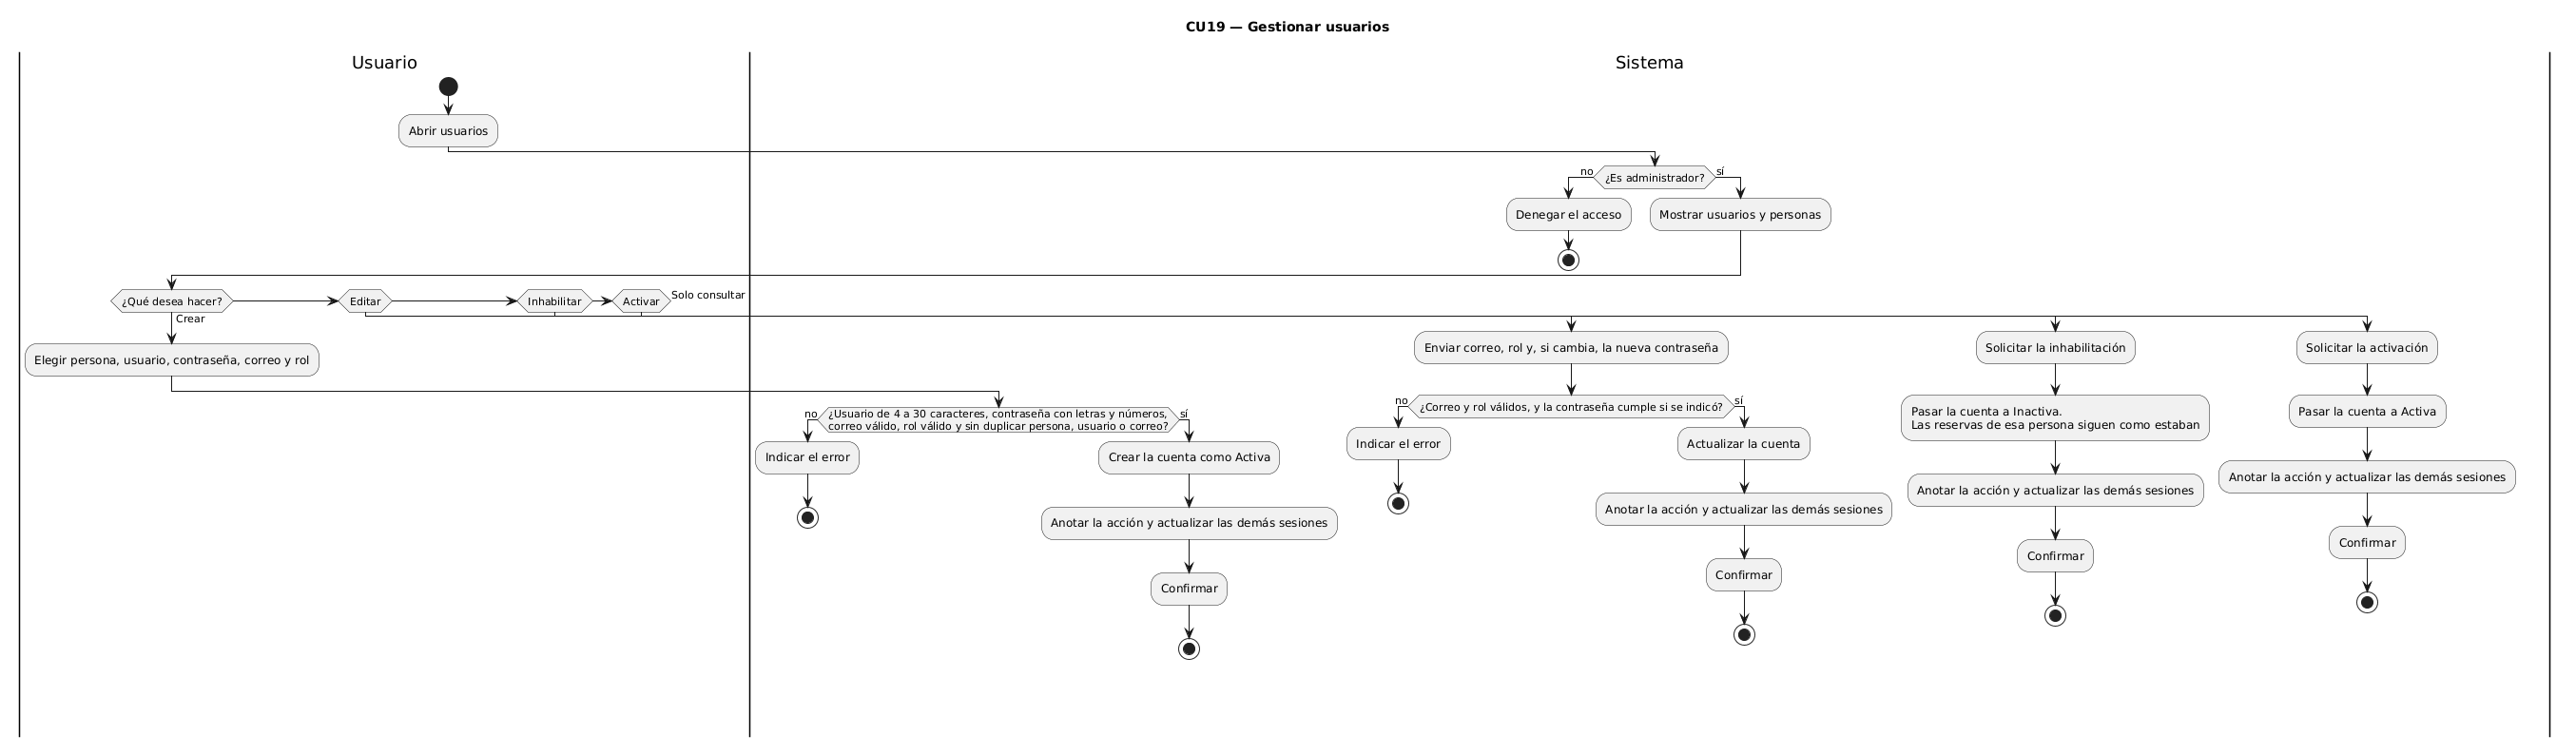 CU19 — Gestionar usuarios
Usuario
Sistema
Abrir usuarios
¿Es administrador?
no
sí
Denegar el acceso
Mostrar usuarios y personas
¿Qué desea hacer?
Editar
Inhabilitar
Activar
Solo consultar
Crear
Elegir persona, usuario, contraseña, correo y rol
Enviar correo, rol y, si cambia, la nueva contraseña
Solicitar la inhabilitación
Solicitar la activación
no
¿Usuario de 4 a 30 caracteres, contraseña con letras y números,
correo válido, rol válido y sin duplicar persona, usuario o correo?
sí
no
¿Correo y rol válidos, y la contraseña cumple si se indicó?
sí
Pasar la cuenta a Inactiva.
Las reservas de esa persona siguen como estaban
Pasar la cuenta a Activa
Indicar el error
Crear la cuenta como Activa
Indicar el error
Actualizar la cuenta
Anotar la acción y actualizar las demás sesiones
Anotar la acción y actualizar las demás sesiones
Anotar la acción y actualizar las demás sesiones
Anotar la acción y actualizar las demás sesiones
Confirmar
Confirmar
Confirmar
Confirmar